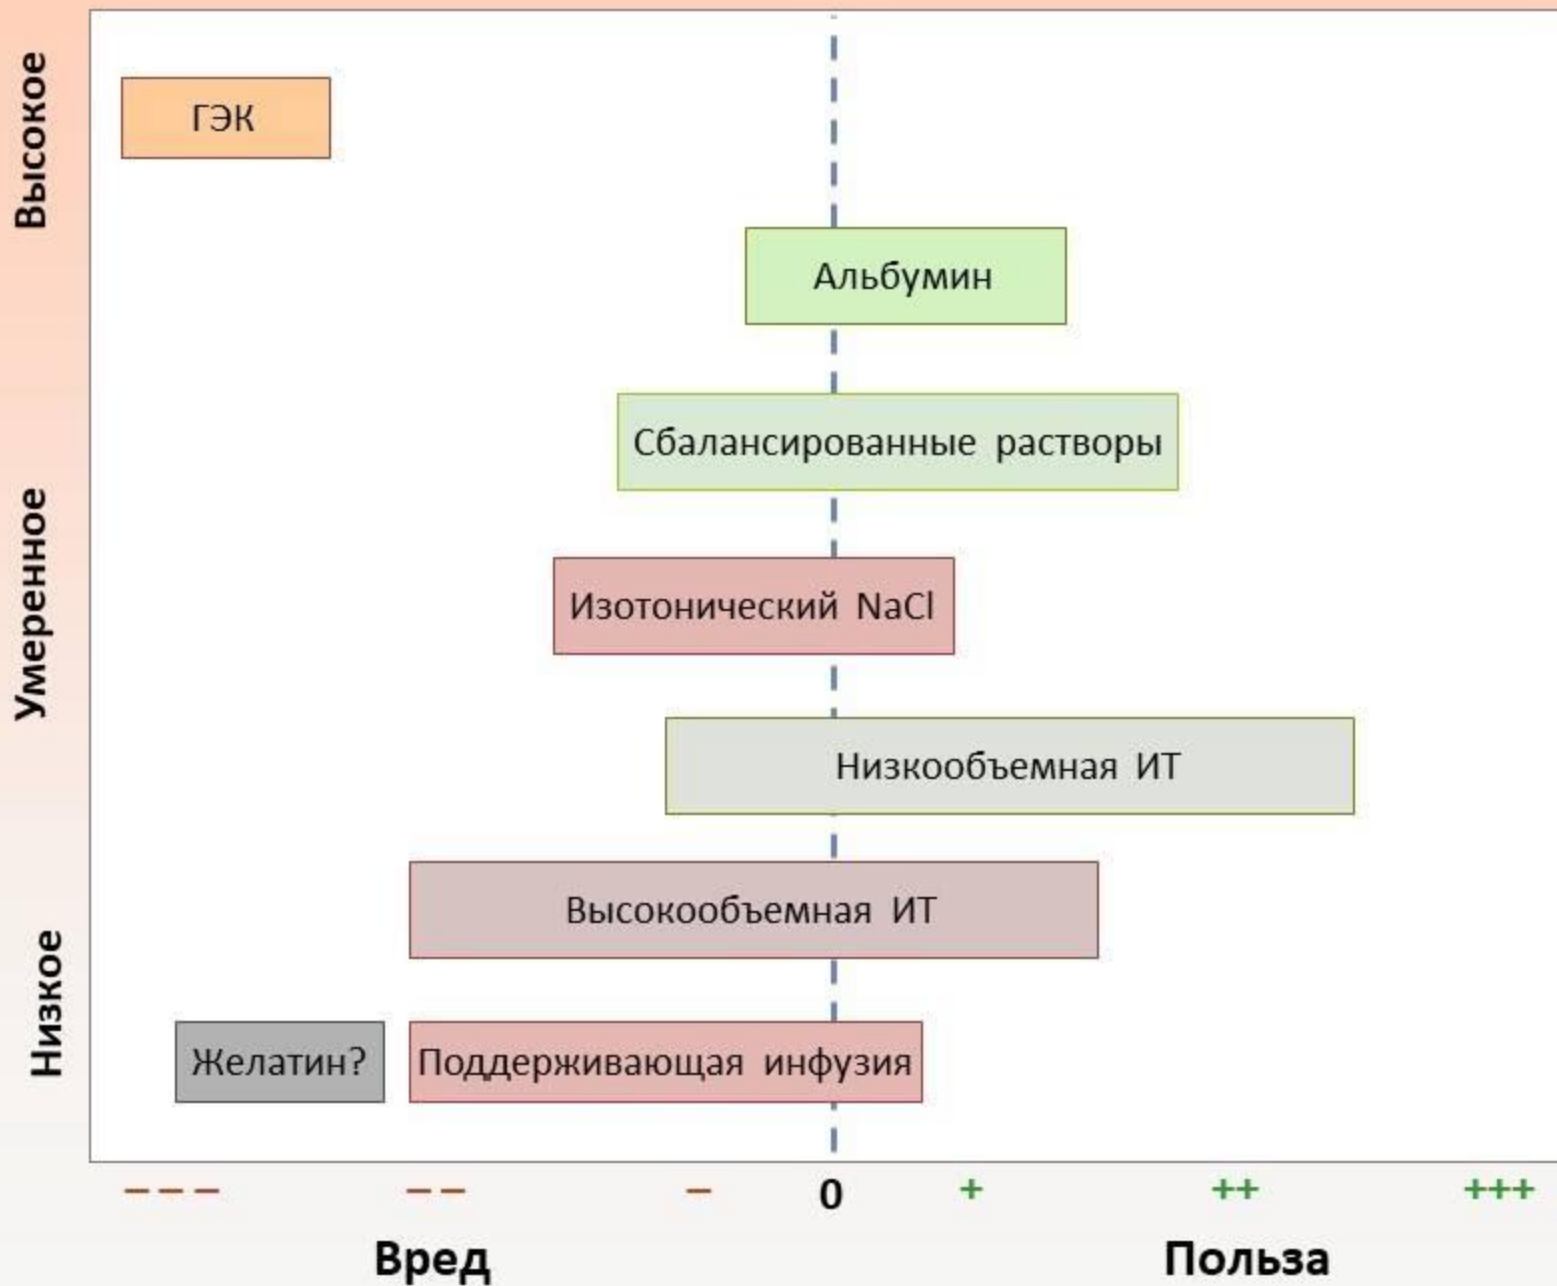 Высокое
ГЭК
Альбумин
Сбалансированные растворы
Умеренное
Изотонический NaCl
Низкообъемная ИТ
Высокообъемная ИТ
Низкое
Желатин?
Поддерживающая инфузия
– – –
– –
–
0
+
++
+++
Вред
Польза